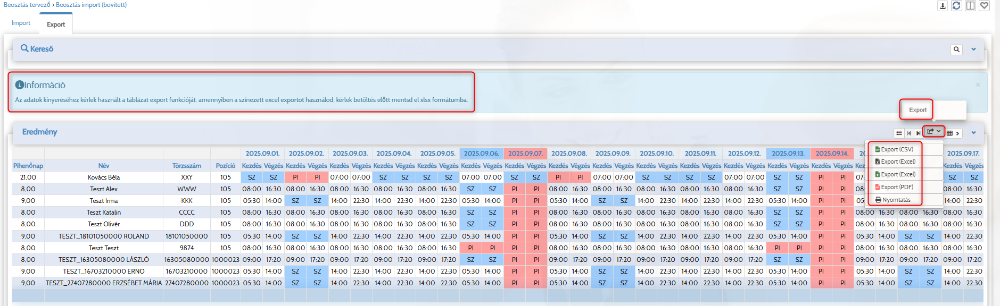 Beosztás tervező > Beosztás import (bővített)
Import Export
Kereső
Információ
Az adatok kinyeréséhez kérlek használt a táblázat export funkcióját, amennyiben a színezett excel exportot használod, kérlek betöltés előtt mentsd el xlsx formátumba.
×
Export
Eredmény
Export (CSV)
Export (Excel)
Export (Excel)
Export (PDF)
Nyomtatás
2025.09.01. 2025.09.02. 2025.09.03. 2025.09.04. 2025.09.05. 2025.09.06. 2025.09.07. 2025.09.08. 2025.09.09. 2025.09.10. 2025.09.11. 2025.09.12. 2025.09.13. 2025.09.14. 2025.09.17.
Pihenőnap Név Törzsszám Pozíció Kezdés Végzés Kezdés Végzés Kezdés Végzés Kezdés Végzés Kezdés Végzés Kezdés Végzés Kezdés Végzés Kezdés Végzés Kezdés Végzés Kezdés Végzés Kezdés Végzés Kezdés Végzés Kezdés Végzés Kezdés Végzés Kezdés Végzés
21.00 Kovács Béla XXY 105 SZ SZ PI PI 07:00 07:00 SZ SZ SZ SZ 07:00 07:00 SZ SZ PI PI 07:00 07:00 SZ SZ SZ SZ 07:00 07:00 SZ SZ PI PI SZ SZ
8.00 Teszt Alex WWW 105 08:00 16:30 08:00 16:30 08:00 16:30 08:00 16:30 08:00 16:30 SZ SZ PI PI 08:00 16:30 08:00 16:30 08:00 16:30 08:00 16:30 08:00 16:30 SZ SZ PI PI 08:00 16:30
9.00 Teszt Irma KKK 105 05:30 14:00 SZ SZ 14:00 22:30 14:00 22:30 14:00 22:30 05:30 14:00 PI PI 05:30 14:00 SZ SZ 14:00 22:30 14:00 22:30 14:00 22:30 05:30 14:00 PI PI 14:00 22:30
8.00 Teszt Katalin CCCC 105 08:00 16:30 08:00 16:30 08:00 16:30 08:00 16:30 08:00 16:30 SZ SZ PI PI 08:00 16:30 08:00 16:30 08:00 16:30 08:00 16:30 08:00 16:30 SZ SZ PI PI 08:00 16:30 08:00 16:30 08:00 16:30
8.00 Teszt Olivér DDD 105 08:00 16:30 08:00 16:30 08:00 16:30 08:00 16:30 08:00 16:30 SZ SZ PI PI 08:00 16:30 08:00 16:30 08:00 16:30 08:00 16:30 08:00 16:30 SZ SZ PI PI 08:00 16:30 08:00 16:30 08:00 16:30
9.00 TESZT_18101050000 ROLAND 18101050000 105 05:30 14:00 SZ SZ 14:00 22:30 14:00 22:30 14:00 22:30 05:30 14:00 PI PI 05:30 14:00 SZ SZ 14:00 22:30 14:00 22:30 14:00 22:30 05:30 14:00 PI PI 05:30 14:00 SZ SZ 14:00 22:30
8.00 Teszt Teszt 9874 105 08:00 16:30 08:00 16:30 08:00 16:30 08:00 16:30 08:00 16:30 PI PI PI PI 08:00 16:30 08:00 16:30 08:00 16:30 08:00 16:30 08:00 16:30 PI PI PI PI 08:00 16:30 08:00 16:30 08:00 16:30
8,00 TESZT_16305080000 LÁSZLÓ 16305080000 1000023 09:00 17:20 09:00 17:20 09:00 17:20 09:00 17:20 09:00 17:20 SZ SZ PI PI 09:00 17:20 09:00 17:20 09:00 17:20 09:00 17:20 09:00 17:20 SZ SZ PI PI 09:00 17:20 09:00 17:20 09:00 17:20
9.00 TESZT_16703210000 ERNO 16703210000 1000023 05:30 14:00 SZ SZ 14:00 22:30 14:00 22:30 14:00 22:30 05:30 14:00 PI PI 05:30 14:00 SZ SZ 14:00 22:30 14:00 22:30 14:00 22:30 05:30 14:00 PI PI 05:30 14:00 SZ SZ 14:00 22:30
9.00 TESZT_27407280000 ERZSÉBET MÁRIA 27407280000 1000023 05:30 14:00 SZ SZ 14:00 22:30 14:00 22:30 14:00 22:30 05:30 14:00 PI PI 05:30 14:00 SZ SZ 14:00 22:30 14:00 22:30 14:00 22:30 05:30 14:00 PI PI 05:30 14:00 SZ SZ 14:00 22:30